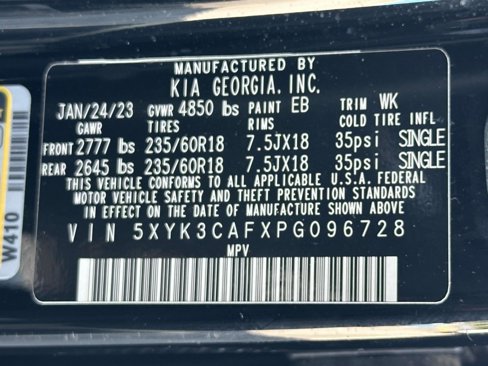 MANUFACTURED BY
KIA GEORGIA, INC.
JAN/24/23 GVWR 4850 lbs PAINT EB TRIM WK
GAWR TIRES RIMS COLD TIRE INFL
FRONT 2777 lbs 235/60R18 7.5JX18 35psi SINGLE
REAR 2645 lbs 235/60R18 7.5JX18 35psi SINGLE
THIS VEHICLE CONFORMS TO ALL APPLICABLE U.S.A. FEDERAL
MOTOR VEHICLE SAFETY AND THEFT PREVENTION STANDARDS
IN EFFECT ON THE DATE OF MANUFACTURE SHOWN ABOVE
VIN 5XYK3CAFXPG096728
MPV
W410